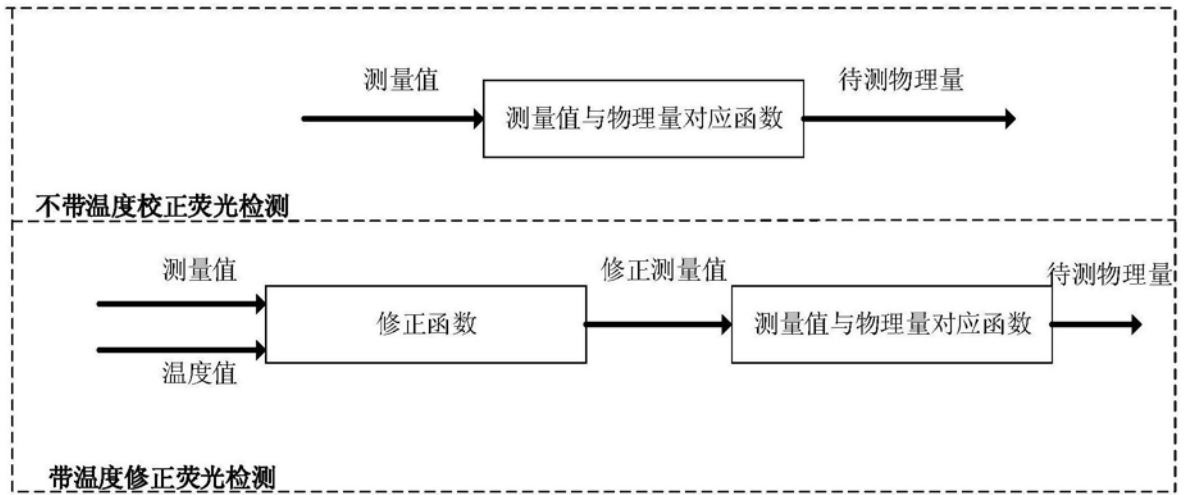 测量值
待测物理量
测量值与物理量对应函数
不带温度校正荧光检测
测量值
修正测量值
待测物理量
修正函数
测量值与物理量对应函数
温度值
带温度修正荧光检测